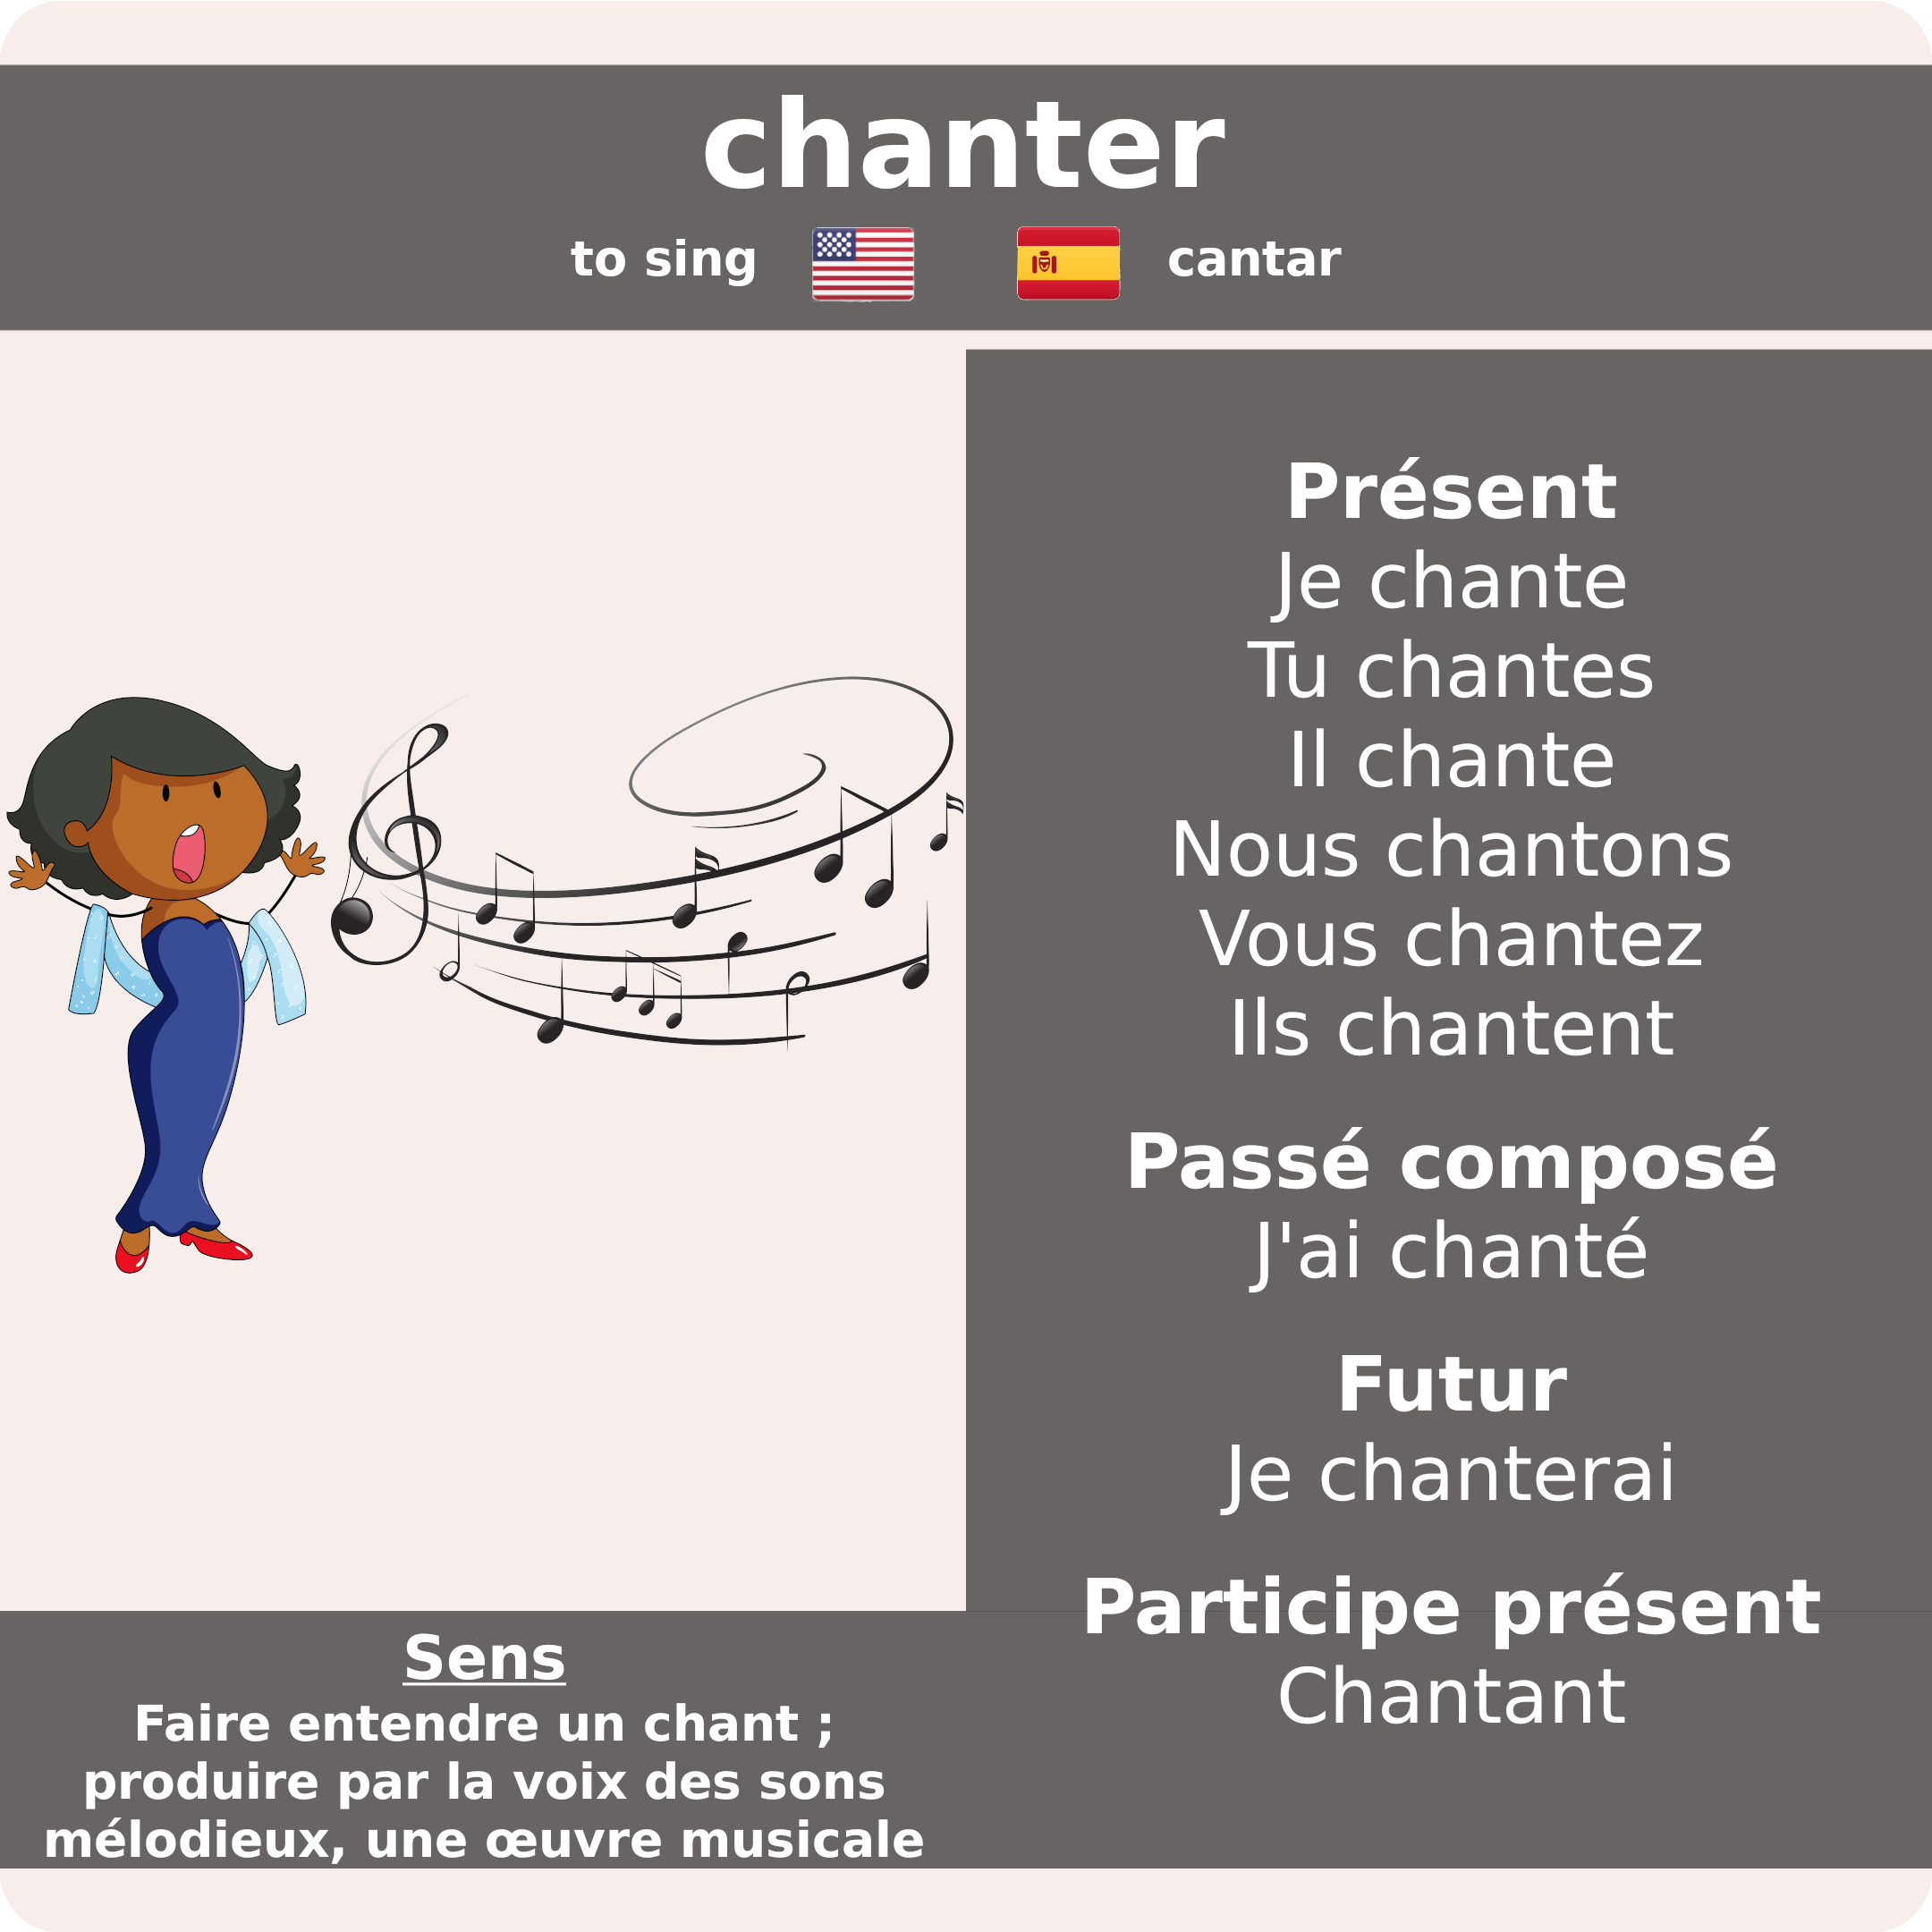 chanter
to sing
cantar
Présent
Je chante
Tu chantes
Il chante
Nous chantons
Vous chantez
Ils chantent
Passé composé
J'ai chanté
Futur
Je chanterai
Participe présent
Chantant
Sens
Faire entendre un chant ;
produire par la voix des sons
mélodieux, une œuvre musicale